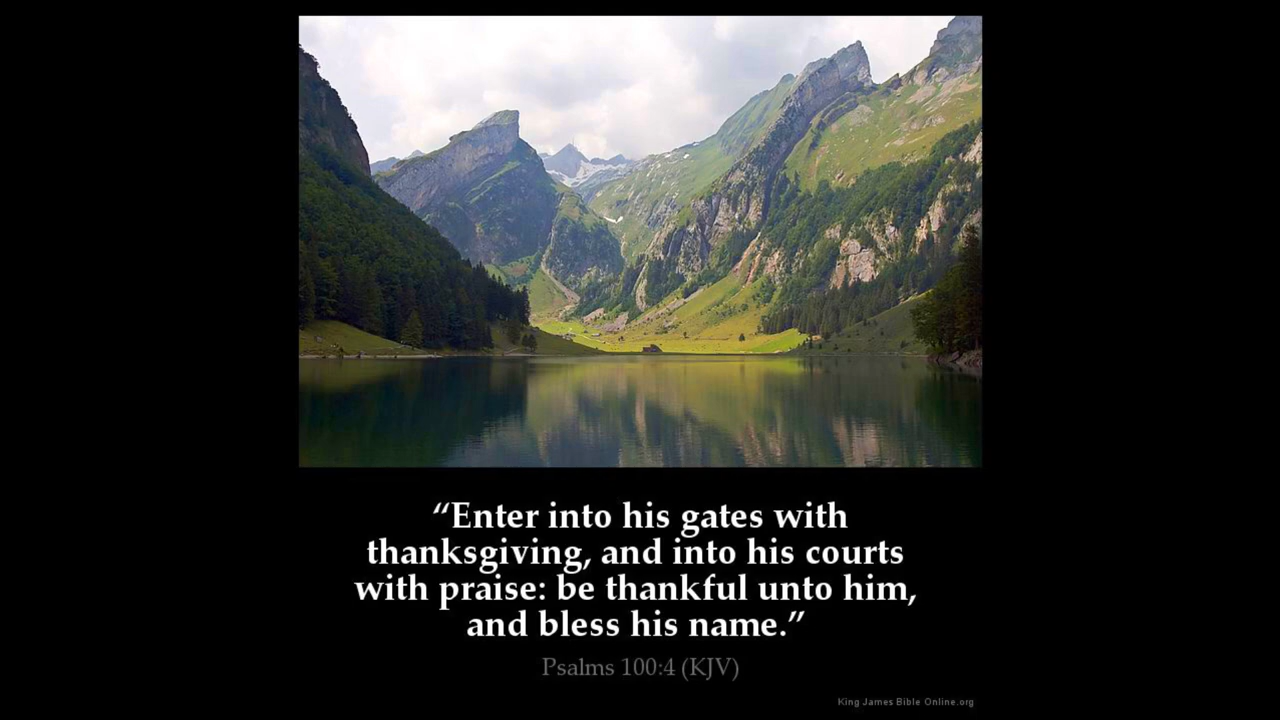 “Enter into his gates with
thanksgiving, and into his courts
with praise: be thankful unto him,
and bless his name.”
Psalms 100:4 (KJV)
King James Bible Online.org